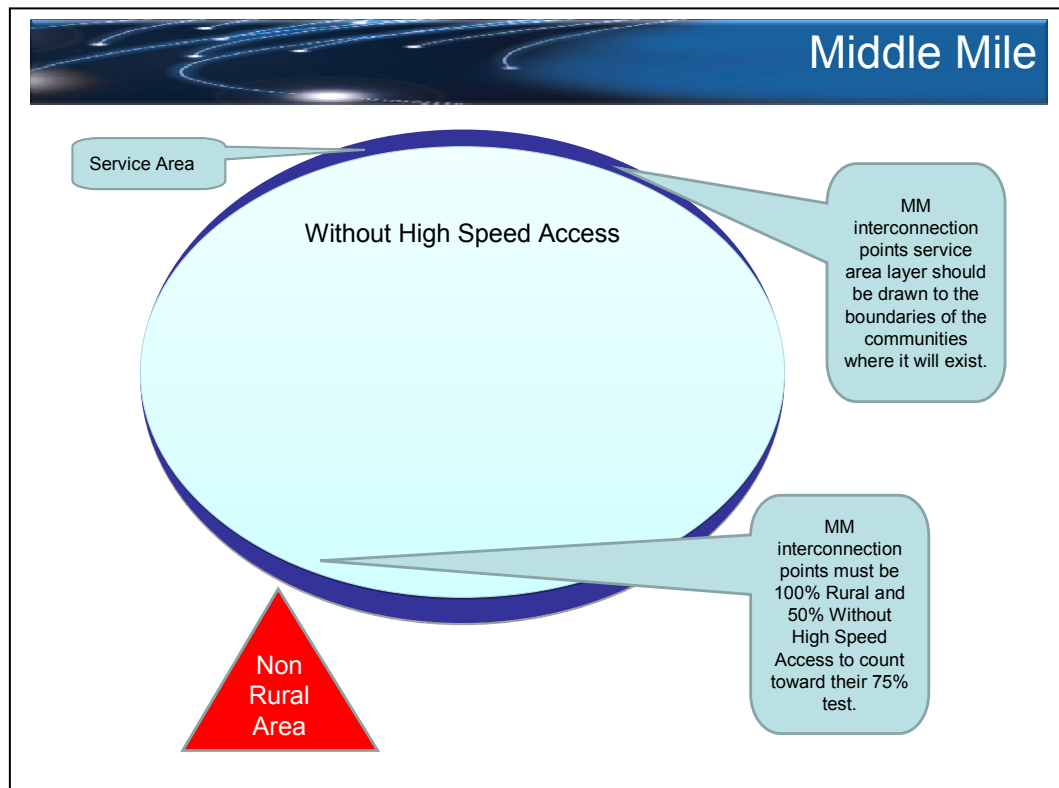 Middle Mile
Service Area
Without High Speed Access
MM
interconnection
points service
area layer should
be drawn to the
boundaries of the
communities
where it will exist.
MM
interconnection
points must be
100% Rural and
50% Without
High Speed
Access to count
toward their 75%
test.
Non
Rural
Area